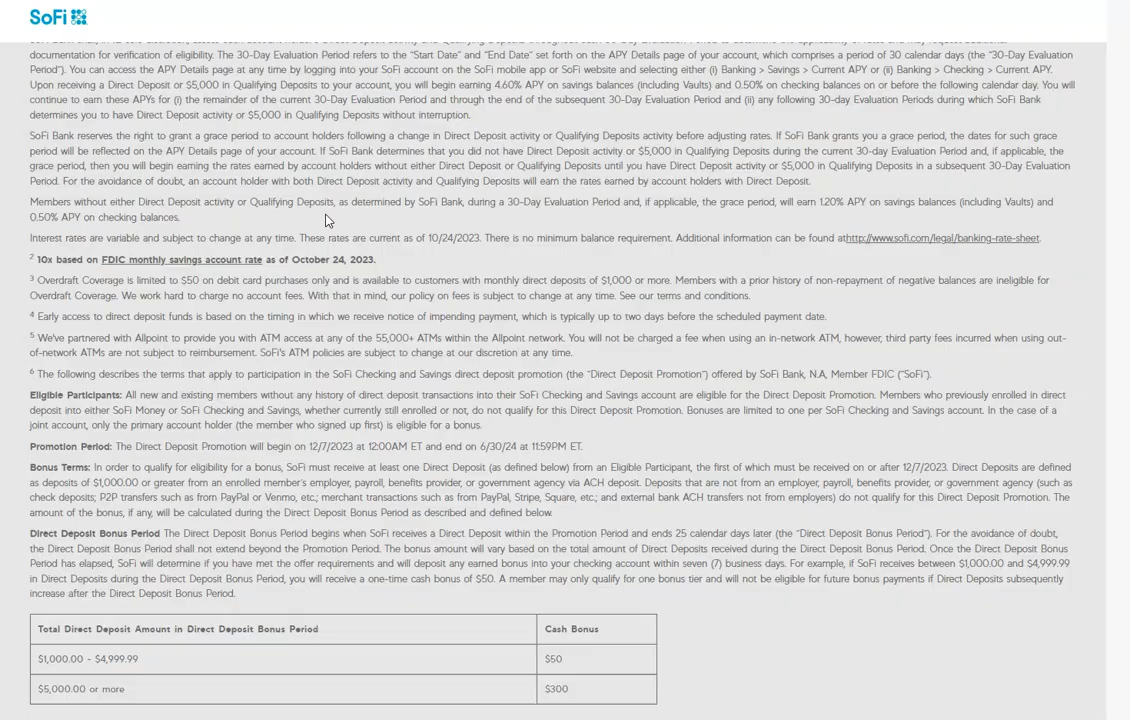 SoFi
documentation for verification of eligibility. The 30-Day Evaluation Period refers to the "Start Date" and "End Date" set forth on the APY Details page of your account, which comprises a period of 30 calendar days (the "30-Day Evaluation
Period"). You can access the APY Details page at any time by logging into your SoFi account on the SoFi mobile app or SoFi website and selecting either (i) Banking > Savings > Current APY or (ii) Banking > Checking > Current APY.
Upon receiving a Direct Deposit or $5,000 in Qualifying Deposits to your account, you will begin earning 4.60% APY on savings balances (including Vaults) and 0.50% on checking balances on or before the following calendar day. You will
continue to earn these APYs for (i) the remainder of the current 30-Day Evaluation Period and through the end of the subsequent 30-Day Evaluation Period and (ii) any following 30-day Evaluation Periods during which SoFi Bank
determines you to have Direct Deposit activity or $5,000 in Qualifying Deposits without interruption.
SoFi Bank reserves the right to grant a grace period to account holders following a change in Direct Deposit activity or Qualifying Deposits activity before adjusting rates. If SoFi Bank grants you a grace period, the dates for such grace
period will be reflected on the APY Details page of your account. If SoFi Bank determines that you did not have Direct Deposit activity or $5,000 in Qualifying Deposits during the current 30-day Evaluation Period and, if applicable, the
grace period, then you will begin earning the rates earned by account holders without either Direct Deposit or Qualifying Deposits until you have Direct Deposit activity or $5,000 in Qualifying Deposits in a subsequent 30-Day Evaluation
Period. For the avoidance of doubt, an account holder with both Direct Deposit activity and Qualifying Deposits will earn the rates earned by account holders with Direct Deposit.
Members without either Direct Deposit activity or Qualifying Deposits, as determined by SoFi Bank, during a 30-Day Evaluation Period and, if applicable, the grace period, will earn 1.20% APY on savings balances (including Vaults) and
0.50% APY on checking balances.
Interest rates are variable and subject to change at any time. These rates are current as of 10/24/2023. There is no minimum balance requirement. Additional information can be found athttp://www.sofi.com/legal/banking-rate-sheet.
2 10x based on FDIC monthly savings account rate as of October 24, 2023.
3 Overdraft Coverage is limited to $50 on debit card purchases only and is available to customers with monthly direct deposits of $1,000 or more. Members with a prior history of non-repayment of negative balances are ineligible for
Overdraft Coverage. We work hard to charge no account fees. With that in mind, our policy on fees is subject to change at any time. See our terms and conditions.
4 Early access to direct deposit funds is based on the timing in which we receive notice of impending payment, which is typically up to two days before the scheduled payment date.
5 We've partnered with Allpoint to provide you with ATM access at any of the 55,000+ ATMs within the Allpoint network. You will not be charged a fee when using an in-network ATM, however, third party fees incurred when using out-
of-network ATMs are not subject to reimbursement. SoFi's ATM policies are subject to change at our discretion at any time.
6 The following describes the terms that apply to participation in the SoFi Checking and Savings direct deposit promotion (the "Direct Deposit Promotion") offered by SoFi Bank, N.A, Member FDIC ("SoFi").
Eligible Participants: All new and existing members without any history of direct deposit transactions into their SoFi Checking and Savings account are eligible for the Direct Deposit Promotion. Members who previously enrolled in direct
deposit into either SoFi Money or SoFi Checking and Savings, whether currently still enrolled or not, do not qualify for this Direct Deposit Promotion. Bonuses are limited to one per SoFi Checking and Savings account. In the case of a
joint account, only the primary account holder (the member who signed up first) is eligible for a bonus.
Promotion Period: The Direct Deposit Promotion will begin on 12/7/2023 at 12:00AM ET and end on 6/30/24 at 11:59PM ET.
Bonus Terms: In order to qualify for eligibility for a bonus, SoFi must receive at least one Direct Deposit (as defined below) from an Eligible Participant, the first of which must be received on or after 12/7/2023. Direct Deposits are defined
as deposits of $1,000.00 or greater from an enrolled member's employer, payroll, benefits provider, or government agency via ACH deposit. Deposits that are not from an employer, payroll, benefits provider, or government agency (such as
check deposits; P2P transfers such as from PayPal or Venmo, etc.; merchant transactions such as from PayPal, Stripe, Square, etc.; and external bank ACH transfers not from employers) do not qualify for this Direct Deposit Promotion. The
amount of the bonus, if any, will be calculated during the Direct Deposit Bonus Period as described and defined below.
Direct Deposit Bonus Period The Direct Deposit Bonus Period begins when SoFi receives a Direct Deposit within the Promotion Period and ends 25 calendar days later (the "Direct Deposit Bonus Period"). For the avoidance of doubt,
the Direct Deposit Bonus Period shall not extend beyond the Promotion Period. The bonus amount will vary based on the total amount of Direct Deposits received during the Direct Deposit Bonus Period. Once the Direct Deposit Bonus
Period has elapsed, SoFi will determine if you have met the offer requirements and will deposit any earned bonus into your checking account within seven (7) business days. For example, if SoFi receives between $1,000.00 and $4,999.99
in Direct Deposits during the Direct Deposit Bonus Period, you will receive a one-time cash bonus of $50. A member may only qualify for one bonus tier and will not be eligible for future bonus payments if Direct Deposits subsequently
increase after the Direct Deposit Bonus Period.
Total Direct Deposit Amount in Direct Deposit Bonus Period Cash Bonus
$1,000.00 - $4,999.99 $50
$5,000.00 or more $300